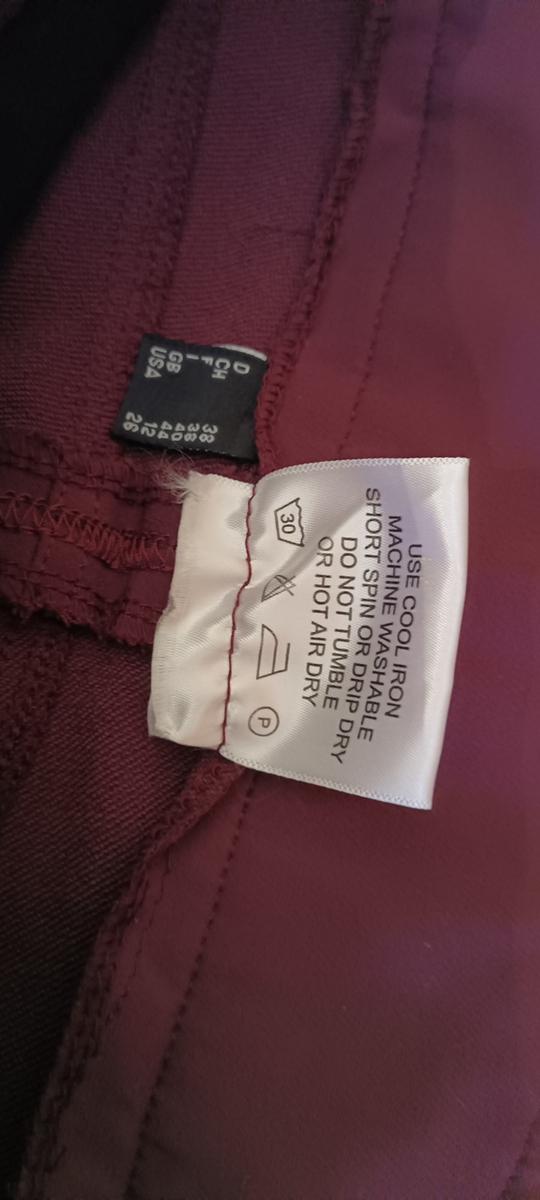 D 38
CH 38
F 40
I 44
GB 12
USA 26
USE COOL IRON
MACHINE WASHABLE
SHORT SPIN OR DRIP DRY
DO NOT TUMBLE
OR HOT AIR DRY
30 P